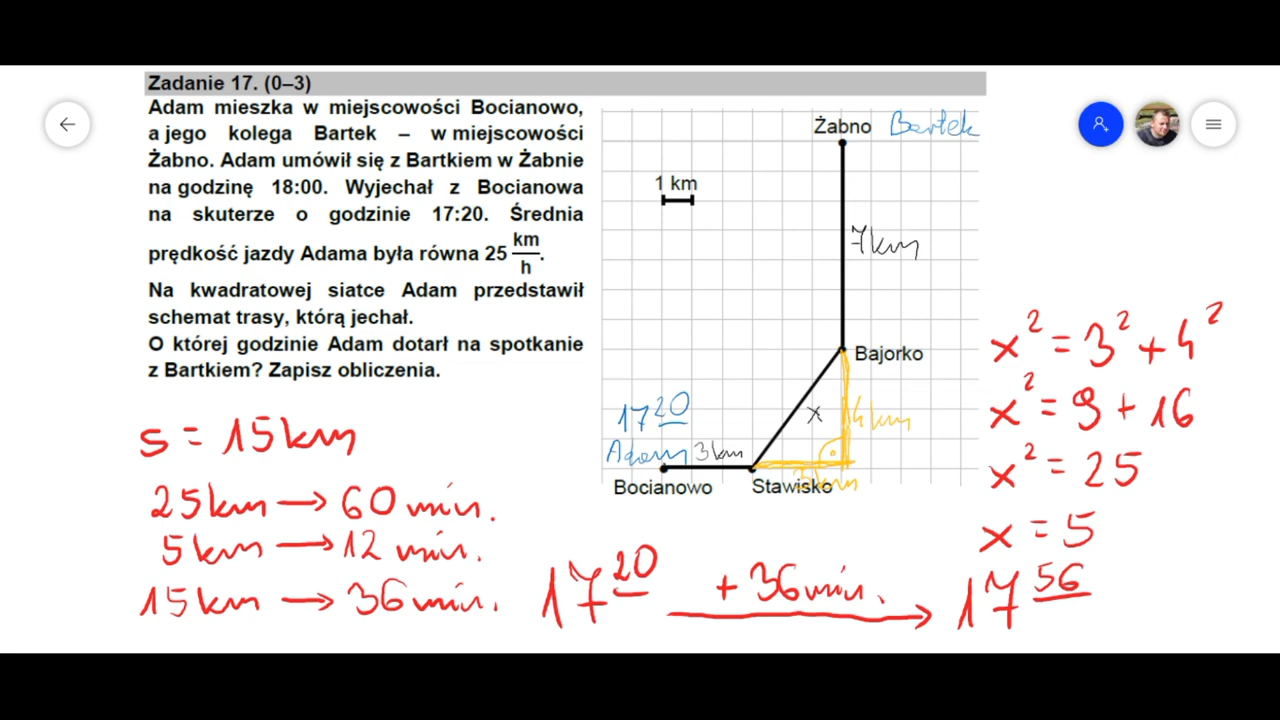 Zadanie 17. (0–3)
Adam mieszka w miejscowości Bocianowo,
a jego kolega Bartek – w miejscowości
Żabno. Adam umówił się z Bartkiem w Żabnie
na godzinę 18:00. Wyjechał z Bocianowa
na skuterze o godzinie 17:20. Średnia
prędkość jazdy Adama była równa 25 km/h.
Na kwadratowej siatce Adam przedstawił
schemat trasy, którą jechał.
O której godzinie Adam dotarł na spotkanie
z Bartkiem? Zapisz obliczenia.
Żabno Bartek
1 km
7km
Bajorko
x
4km
17²⁰
Adam 3km
3km
Bocianowo Stawisko
x² = 3² + 4²
x² = 9 + 16
x² = 25
x = 5
s = 15km
25km → 60 min.
5km → 12 min.
15km → 36 min.
17²⁰ + 36 min. → 17⁵⁶